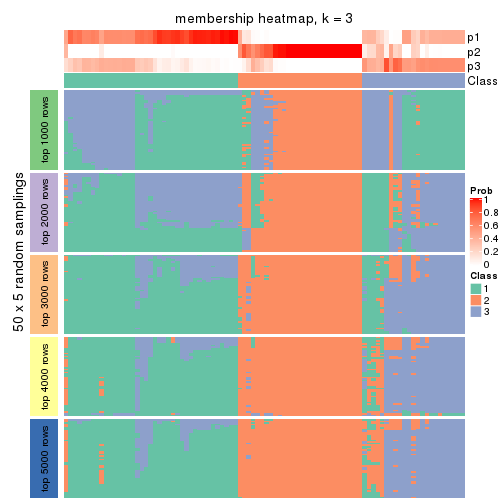 membership heatmap, k = 3
p1
p2
p3
Class
50 x 5 random samplings
top 1000 rows
top 2000 rows
top 3000 rows
top 4000 rows
top 5000 rows
Prob
1
0.8
0.6
0.4
0.2
0
Class
1
2
3